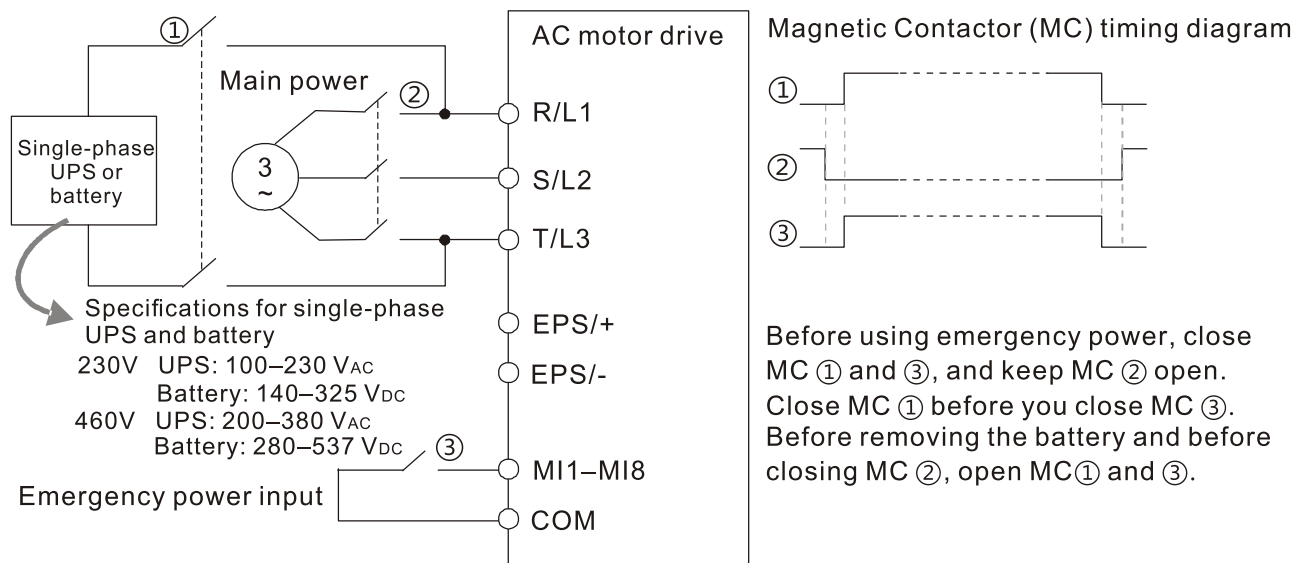 ①
AC motor drive
Magnetic Contactor (MC) timing diagram
Main power
②
R/L1
①
Single-phase
UPS or
battery
3
~
S/L2
②
T/L3
③
Specifications for single-phase
UPS and battery
230V UPS: 100–230 VAC
Battery: 140–325 VDC
460V UPS: 200–380 VAC
Battery: 280–537 VDC
EPS/+
EPS/-
③
MI1–MI8
Emergency power input
COM
Before using emergency power, close
MC ① and ③, and keep MC ② open.
Close MC ① before you close MC ③.
Before removing the battery and before
closing MC ②, open MC① and ③.